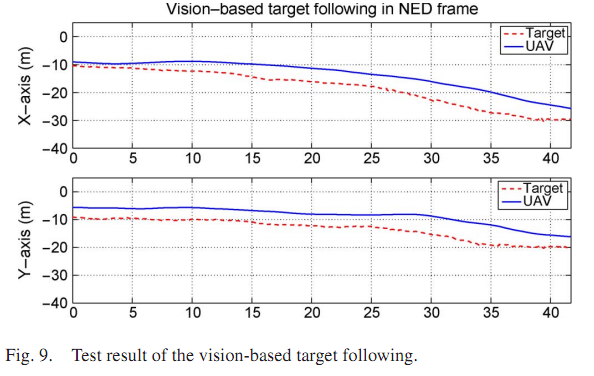 Vision–based target following in NED frame
X–axis (m)
0
−10
−20
−30
−40
Target
UAV
0 5 10 15 20 25 30 35 40
Y–axis (m)
0
−10
−20
−30
−40
Target
UAV
0 5 10 15 20 25 30 35 40
Fig. 9. Test result of the vision-based target following.